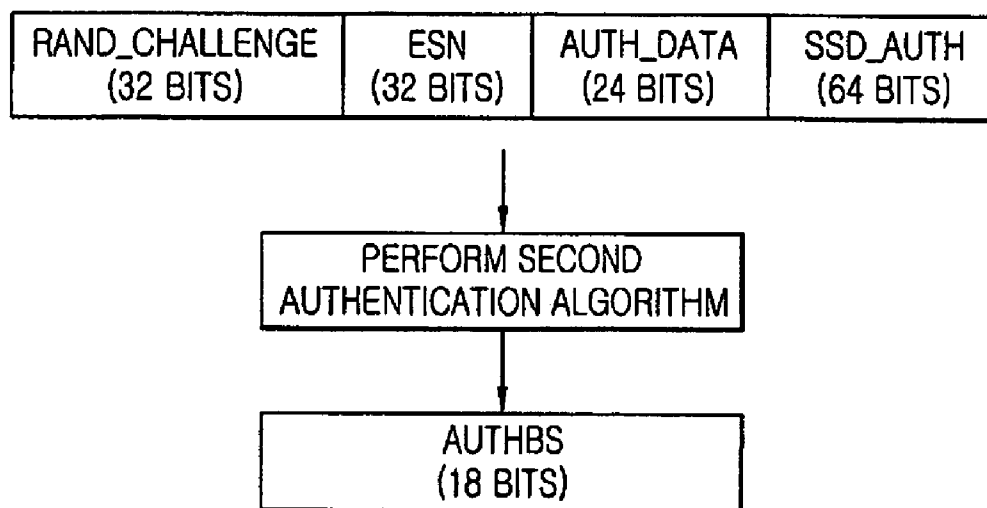 RAND_CHALLENGE ESN AUTH_DATA SSD_AUTH
(32 BITS) (32 BITS) (24 BITS) (64 BITS)
PERFORM SECOND
AUTHENTICATION ALGORITHM
AUTHBS
(18 BITS)